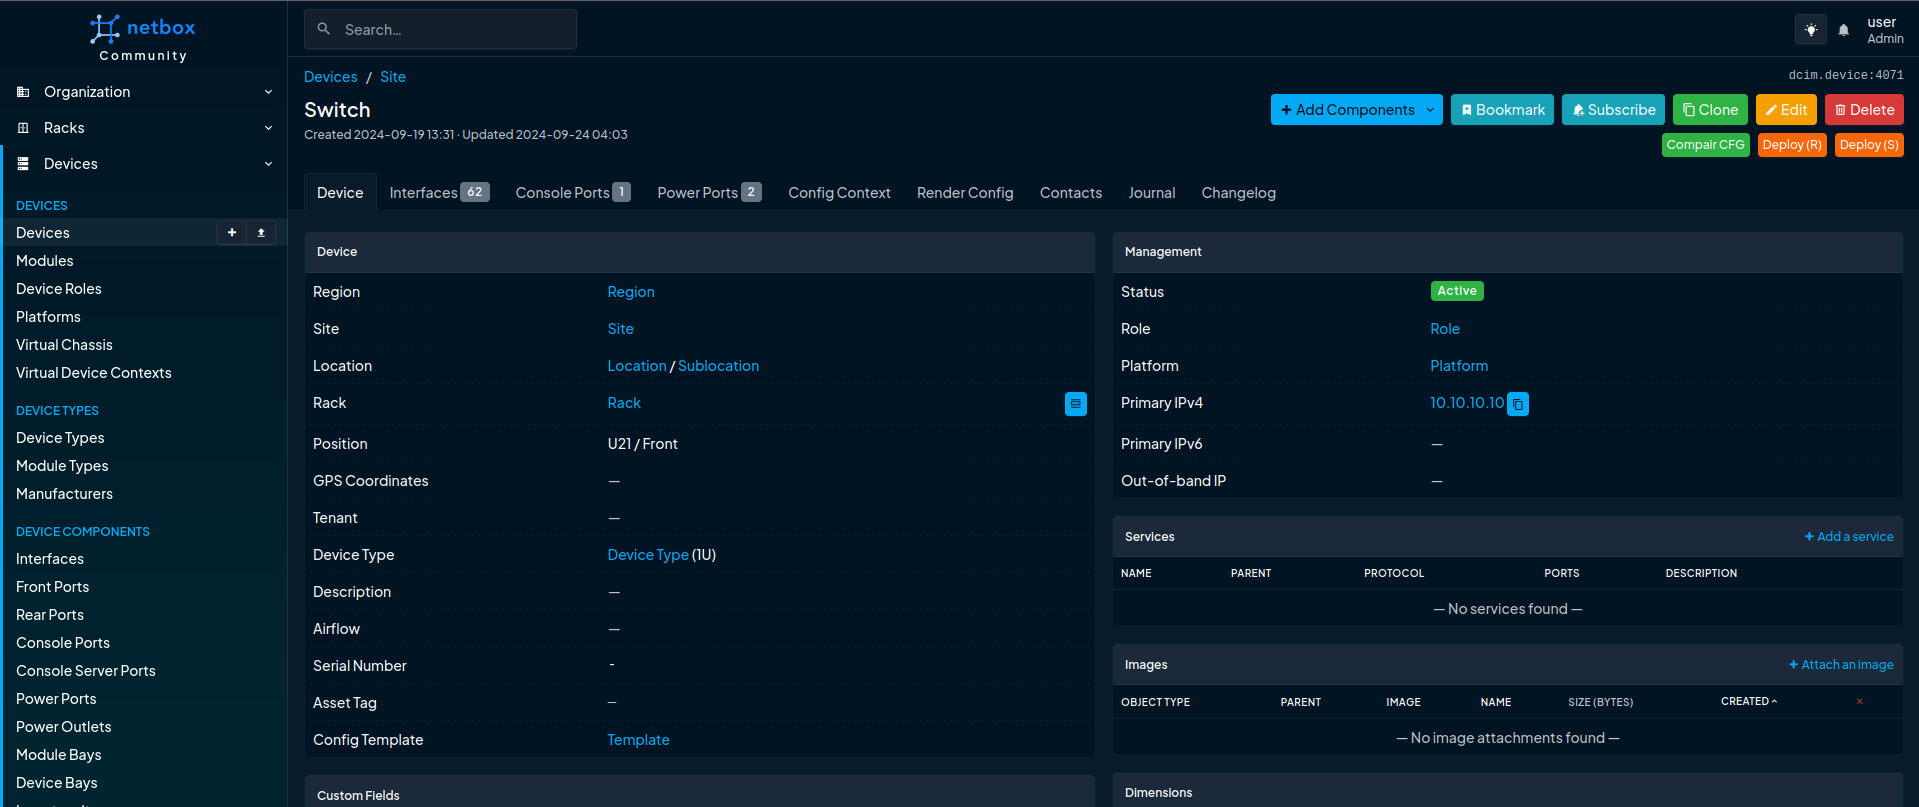 netbox
Community
Search...
user
Admin
Organization
Racks
Devices
DEVICES
Devices
Modules
Device Roles
Platforms
Virtual Chassis
Virtual Device Contexts
DEVICE TYPES
Device Types
Module Types
Manufacturers
DEVICE COMPONENTS
Interfaces
Front Ports
Rear Ports
Console Ports
Console Server Ports
Power Ports
Power Outlets
Module Bays
Device Bays
Devices / Site
dcim.device:4071
Switch
Created 2024-09-19 13:31 · Updated 2024-09-24 04:03
+ Add Components
Bookmark
Subscribe
Clone
Edit
Delete
Compair CFG
Deploy (R)
Deploy (S)
Device
Interfaces 62
Console Ports 1
Power Ports 2
Config Context
Render Config
Contacts
Journal
Changelog
Device
Region Region
Site Site
Location Location / Sublocation
Rack Rack
Position U21 / Front
GPS Coordinates —
Tenant —
Device Type Device Type (1U)
Description —
Airflow —
Serial Number -
Asset Tag —
Config Template Template
Custom Fields
Management
Status Active
Role Role
Platform Platform
Primary IPv4 10.10.10.10
Primary IPv6 —
Out-of-band IP —
Services + Add a service
NAME PARENT PROTOCOL PORTS DESCRIPTION
— No services found —
Images + Attach an image
OBJECT TYPE PARENT IMAGE NAME SIZE (BYTES) CREATED
— No image attachments found —
Dimensions